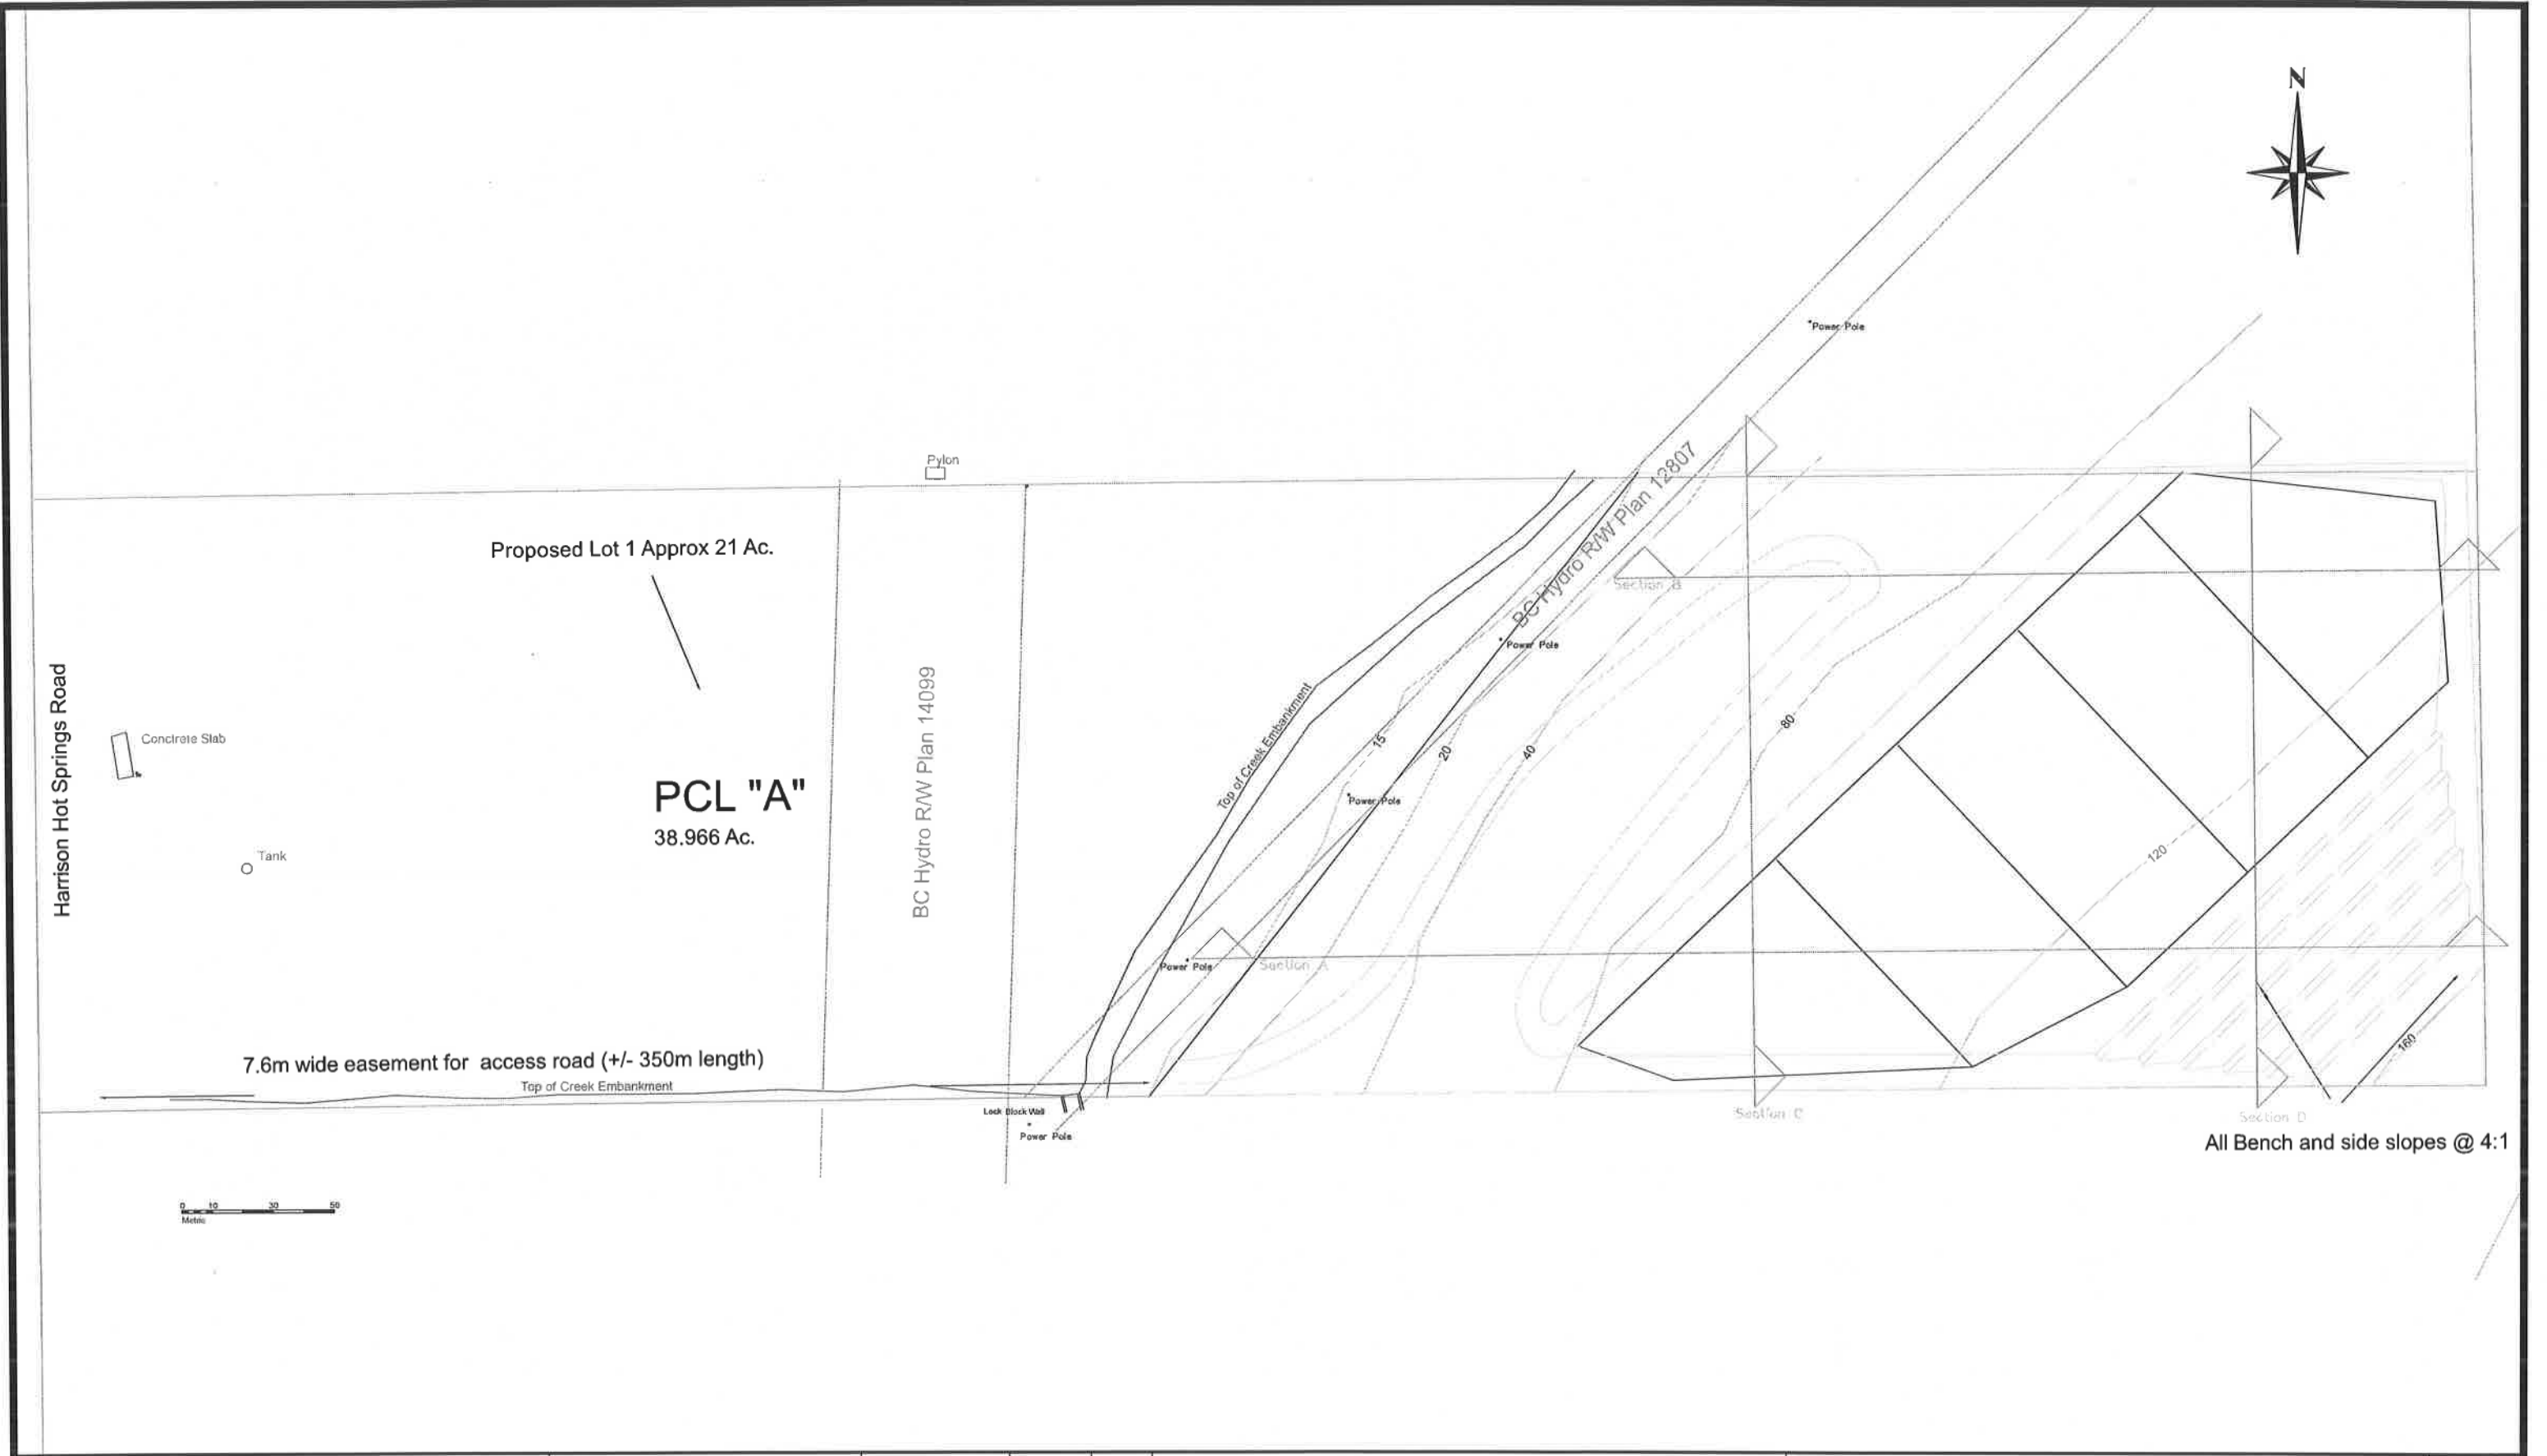 N
Power Pole
Pylon
BC Hydro R/W Plan 12807
Proposed Lot 1 Approx 21 Ac.
Section B
Power Pole
Harrison Hot Springs Road
Conclrete Slab
BC Hydro R/W Plan 14099
Top of Creek Embankment
15
20
40
80
PCL "A"
38.966 Ac.
Power Pole
Tank
120
Power Pole
Section A
160
7.6m wide easement for access road (+/- 350m length)
Top of Creek Embankment
Lock Block Wall
Power Pole
Section C
Section D
All Bench and side slopes @ 4:1
0 10 30 50
Metric